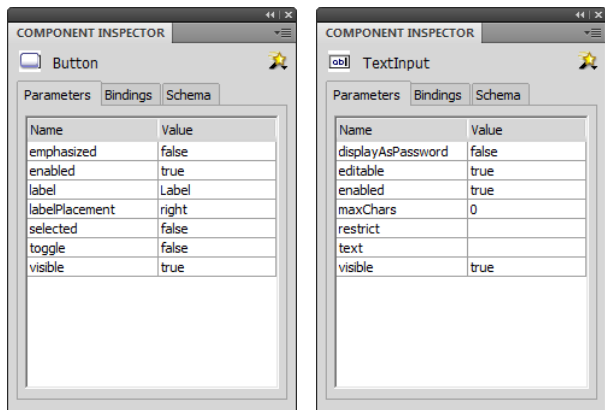 COMPONENT INSPECTOR
Button
Parameters Bindings Schema
Name Value
emphasized false
enabled true
label Label
labelPlacement right
selected false
toggle false
visible true
COMPONENT INSPECTOR
abl TextInput
Parameters Bindings Schema
Name Value
displayAsPassword false
editable true
enabled true
maxChars 0
restrict
text
visible true